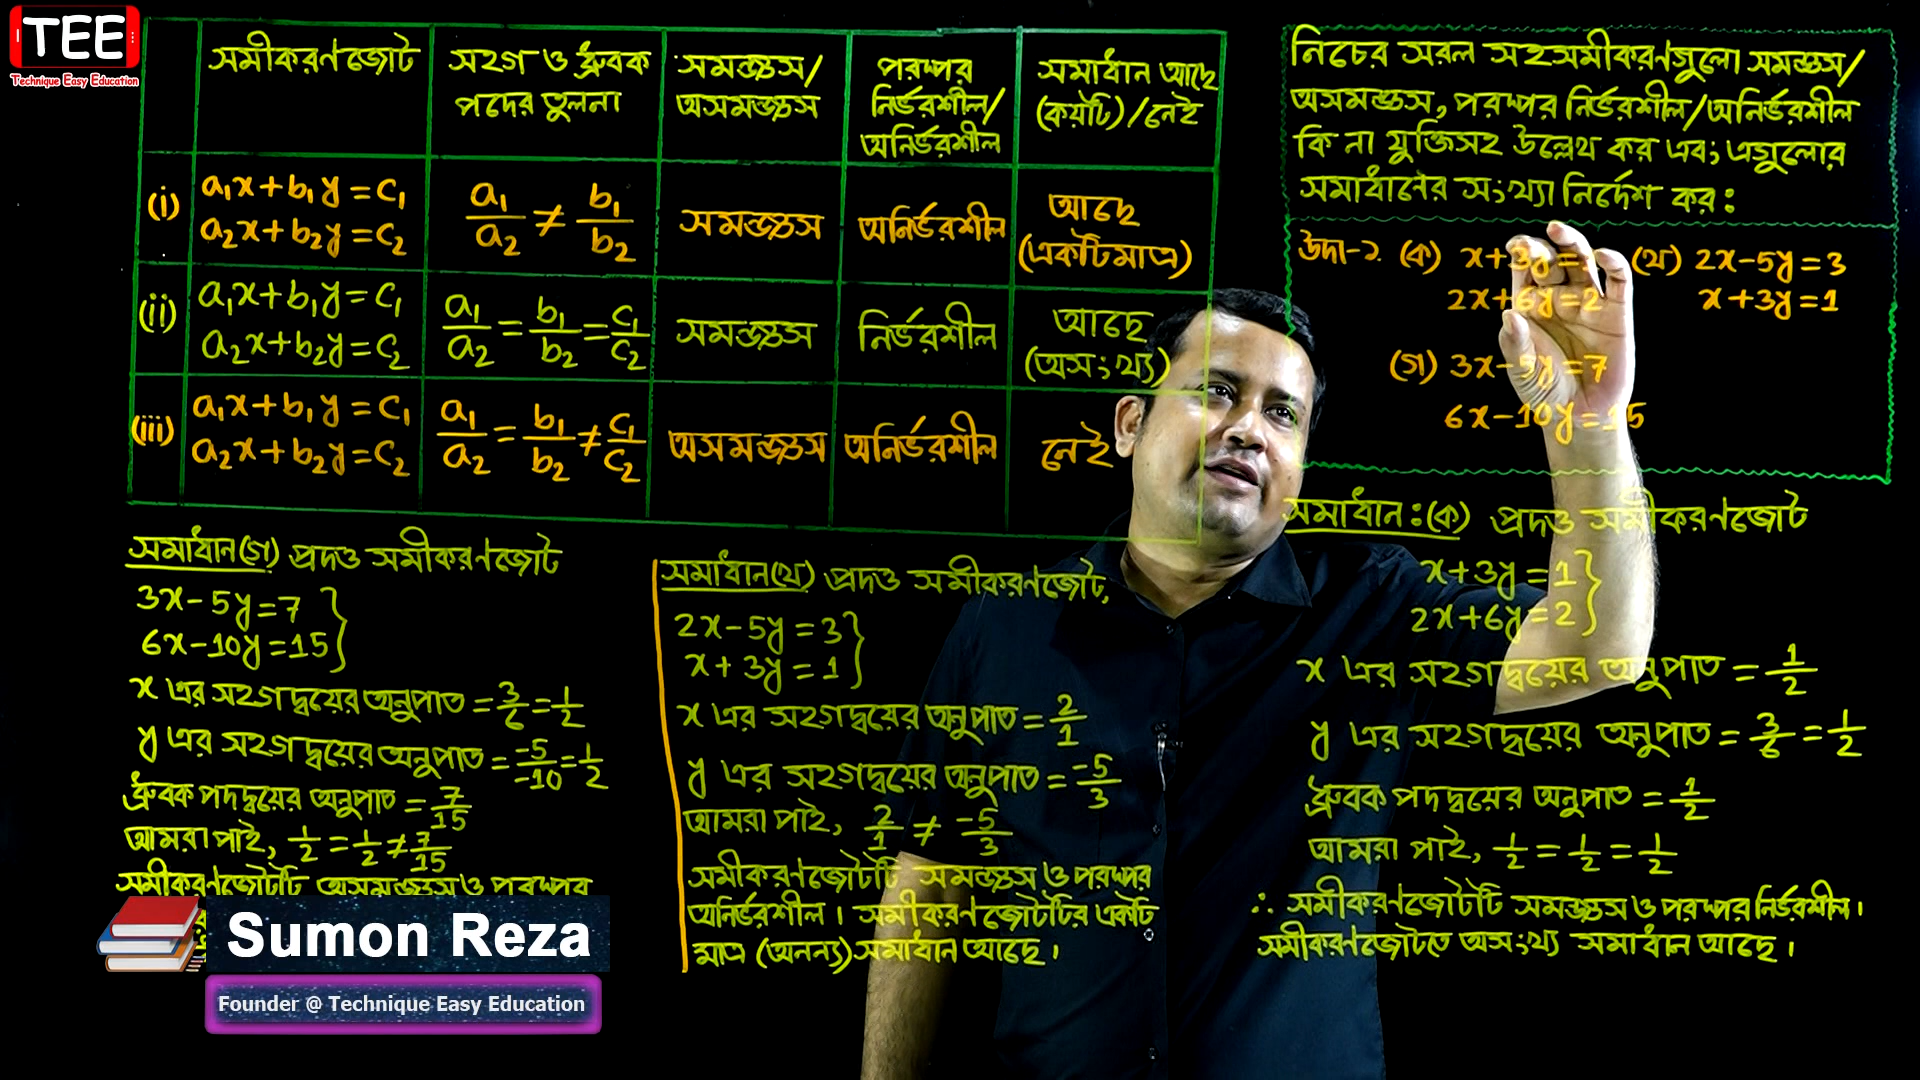 TEE
Technique Easy Education
সমীকরণজোট
সহগ ও ধ্রুবক
পদের তুলনা
সমঞ্জস/
অসমঞ্জস
পরস্পর
নির্ভরশীল/
অনির্ভরশীল
সমাধান আছে
(কয়টি)/নেই
(i)
a₁x+b₁y=c₁
a₂x+b₂y=c₂
a₁/a₂ ≠ b₁/b₂
সমঞ্জস
অনির্ভরশীল
আছে
(একটিমাত্র)
(ii)
a₁x+b₁y=c₁
a₂x+b₂y=c₂
a₁/a₂ = b₁/b₂ = c₁/c₂
সমঞ্জস
নির্ভরশীল
আছে
(অসংখ্য)
(iii)
a₁x+b₁y=c₁
a₂x+b₂y=c₂
a₁/a₂ = b₁/b₂ ≠ c₁/c₂
অসমঞ্জস
অনির্ভরশীল
নেই
নিচের সরল সহসমীকরণগুলো সমঞ্জস/
অসমঞ্জস, পরস্পর নির্ভরশীল/অনির্ভরশীল
কি না যুক্তিসহ উল্লেখ কর এবং এগুলোর
সমাধানের সংখ্যা নির্দেশ কর:
উদা-১. (ক) x+3y=
2x+6y=2
(খ) 2x-5y=3
x+3y=1
(গ) 3x-5y=7
6x-10y=15
সমাধান(গ) প্রদত্ত সমীকরণজোট
3x-5y=7
6x-10y=15}
x এর সহগদ্বয়ের অনুপাত = 3/6 = 1/2
y এর সহগদ্বয়ের অনুপাত = -5/-10 = 1/2
ধ্রুবক পদদ্বয়ের অনুপাত = 7/15
আমরা পাই, 1/2 = 1/2 ≠ 7/15
সমীকরণজোটটি অসমঞ্জস ও পরস্পর
সমাধান(খ) প্রদত্ত সমীকরণজোট,
2x-5y=3
x+3y=1}
x এর সহগদ্বয়ের অনুপাত = 2/1
y এর সহগদ্বয়ের অনুপাত = -5/3
আমরা পাই, 2/1 ≠ -5/3
সমীকরণজোটটি সমঞ্জস ও পরস্পর
অনির্ভরশীল। সমীকরণজোটটির একটি
মাত্র (অনন্য) সমাধান আছে।
সমাধান:(ক) প্রদত্ত সমীকরণজোট
x+3y=1
2x+6y=2}
x এর সহগদ্বয়ের অনুপাত = 1/2
y এর সহগদ্বয়ের অনুপাত = 3/6 = 1/2
ধ্রুবক পদদ্বয়ের অনুপাত = 1/2
আমরা পাই, 1/2 = 1/2 = 1/2
∴ সমীকরণজোটটি সমঞ্জস ও পরস্পর নির্ভরশীল।
সমীকরণজোটতে অসংখ্য সমাধান আছে।
Sumon Reza
Founder @ Technique Easy Education